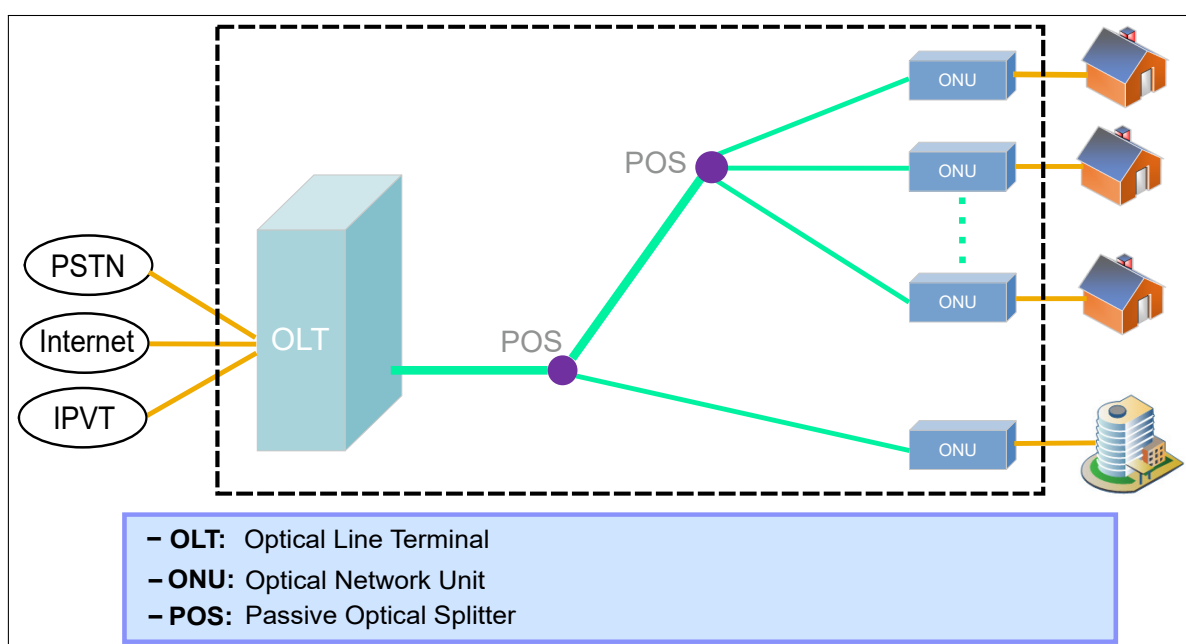 ONU
POS
ONU
PSTN
ONU
Internet
OLT
POS
IPVT
ONU
– OLT: Optical Line Terminal
– ONU: Optical Network Unit
– POS: Passive Optical Splitter